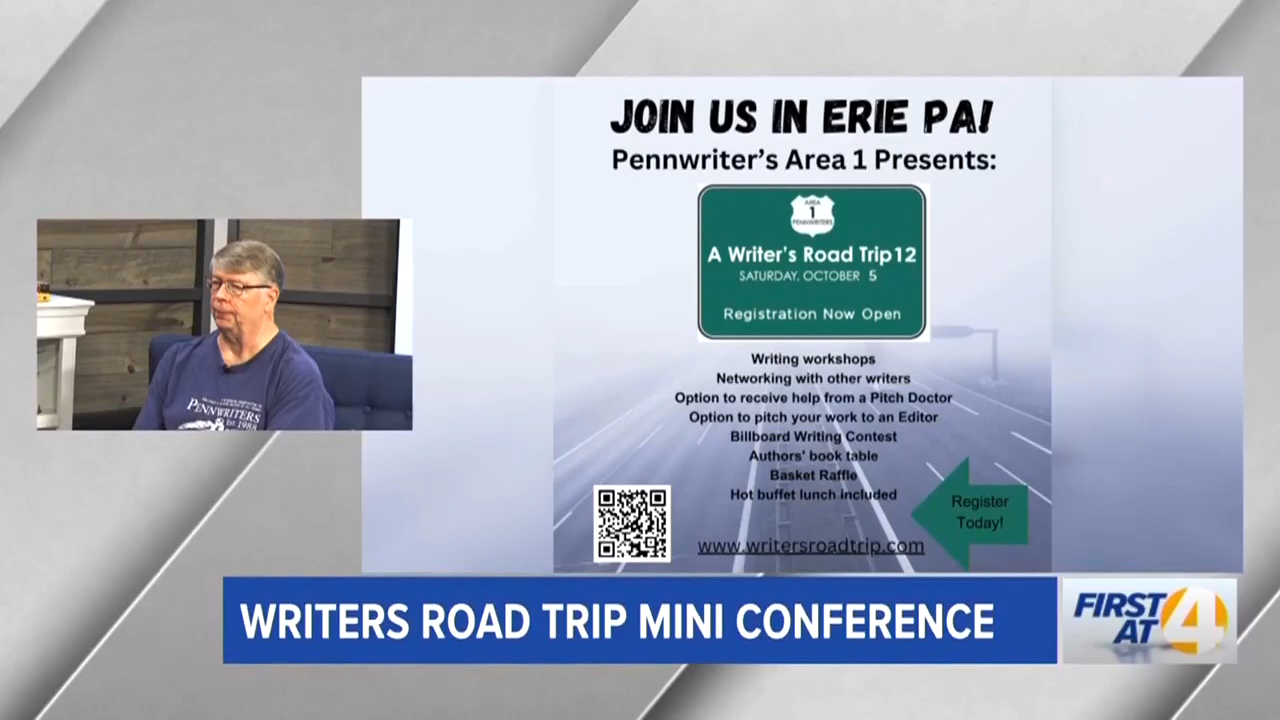 JOIN US IN ERIE PA!
Pennwriter's Area 1 Presents:
AREA
1
PENNWRITERS
A Writer's Road Trip12
SATURDAY, OCTOBER 5
Registration Now Open
Writing workshops
Networking with other writers
Option to receive help from a Pitch Doctor
Option to pitch your work to an Editor
Billboard Writing Contest
Authors' book table
Basket Raffle
Hot buffet lunch included
Register
Today!
www.writersroadtrip.com
PENNWRITERS
EST 1988
WRITERS ROAD TRIP MINI CONFERENCE
FIRST
AT 4